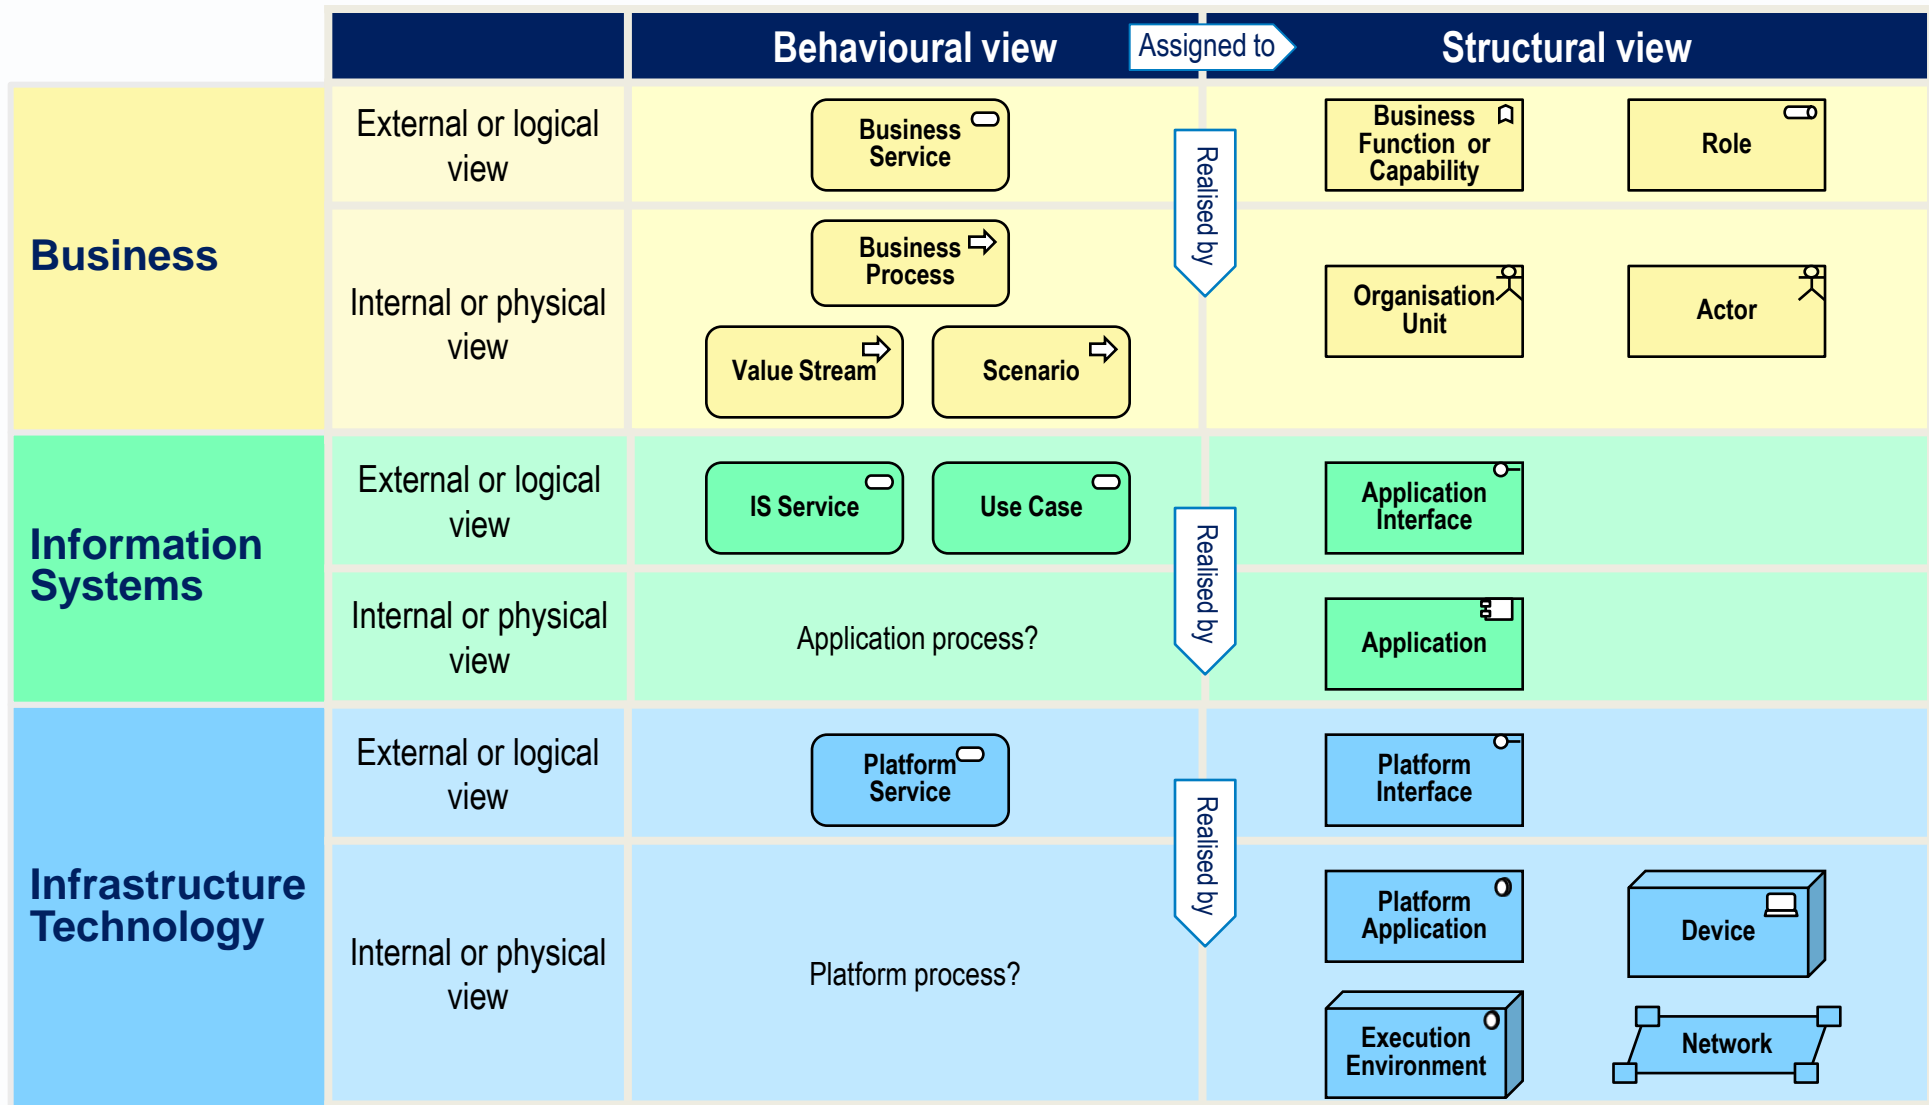 Behavioural view
Assigned to
Structural view
Business
External or logical
view
Business
Service
Realised by
Business
Function or
Capability
Role
Internal or physical
view
Business
Process
Value Stream
Scenario
Organisation
Unit
Actor
Information
Systems
External or logical
view
IS Service
Use Case
Realised by
Application
Interface
Internal or physical
view
Application process?
Application
Infrastructure
Technology
External or logical
view
Platform
Service
Realised by
Platform
Interface
Internal or physical
view
Platform process?
Platform
Application
Device
Execution
Environment
Network